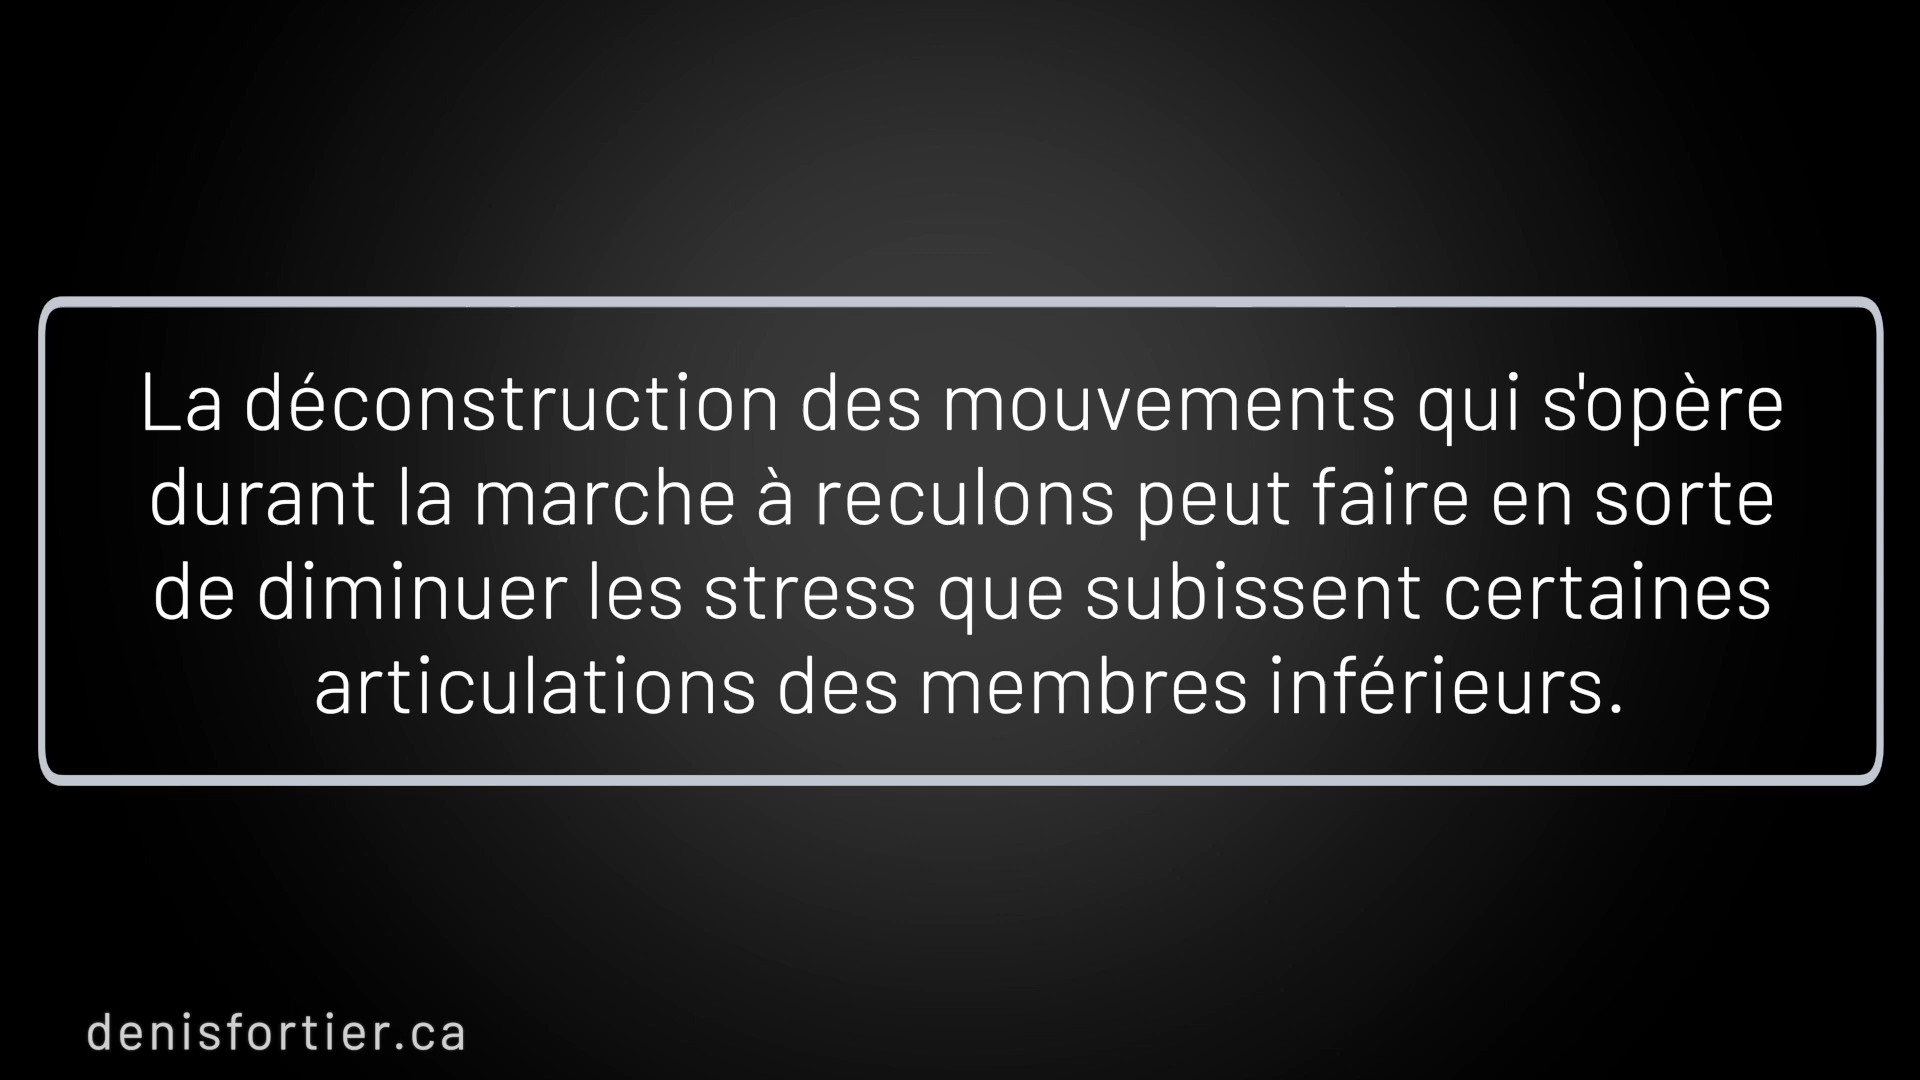 La déconstruction des mouvements qui s'opère
durant la marche à reculons peut faire en sorte
de diminuer les stress que subissent certaines
articulations des membres inférieurs.
denisfortier.ca